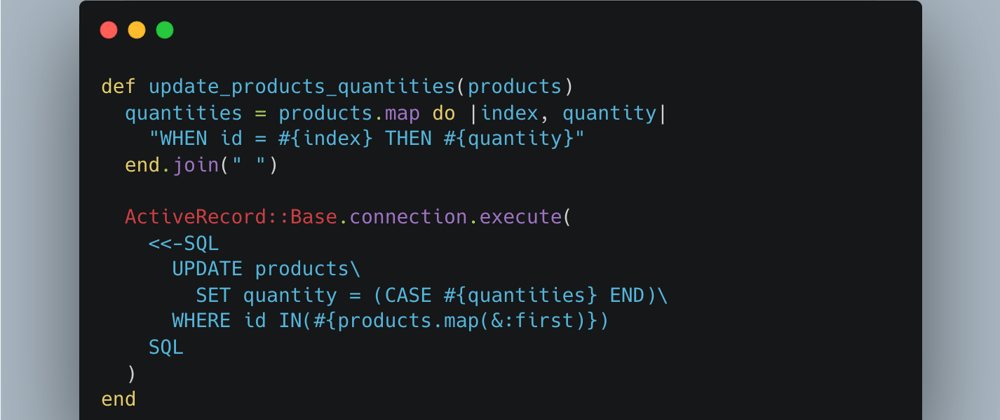 def update_products_quantities(products)
  quantities = products.map do |index, quantity|
    "WHEN id = #{index} THEN #{quantity}"
  end.join(" ")

  ActiveRecord::Base.connection.execute(
    <<-SQL
      UPDATE products\
        SET quantity = (CASE #{quantities} END)\
      WHERE id IN(#{products.map(&:first)})
    SQL
  )
end